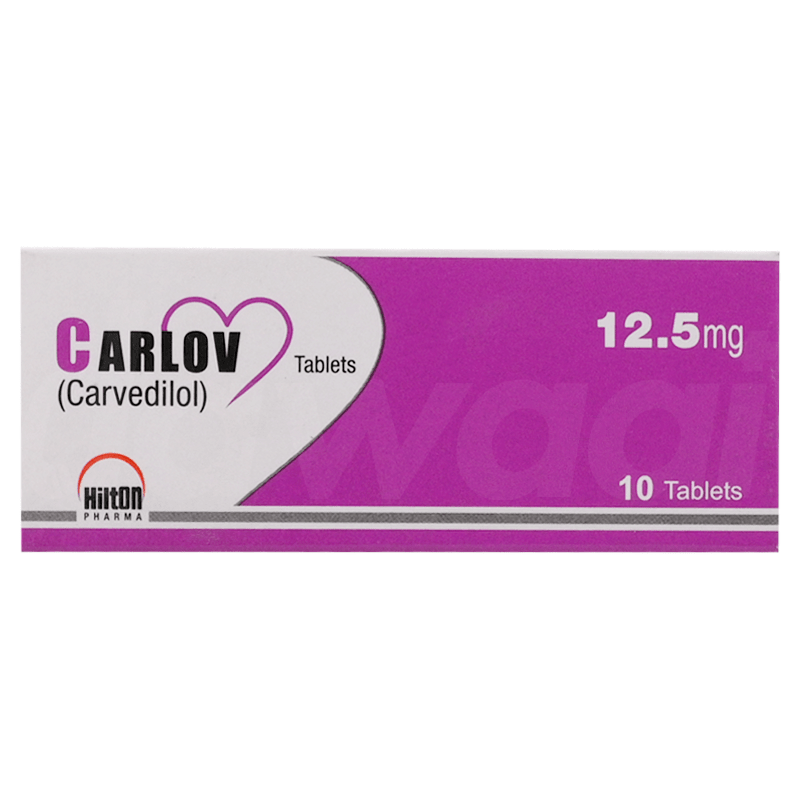 CARLOV Tablets
(Carvedilol)
12.5mg
HiltON
PHARMA
10 Tablets